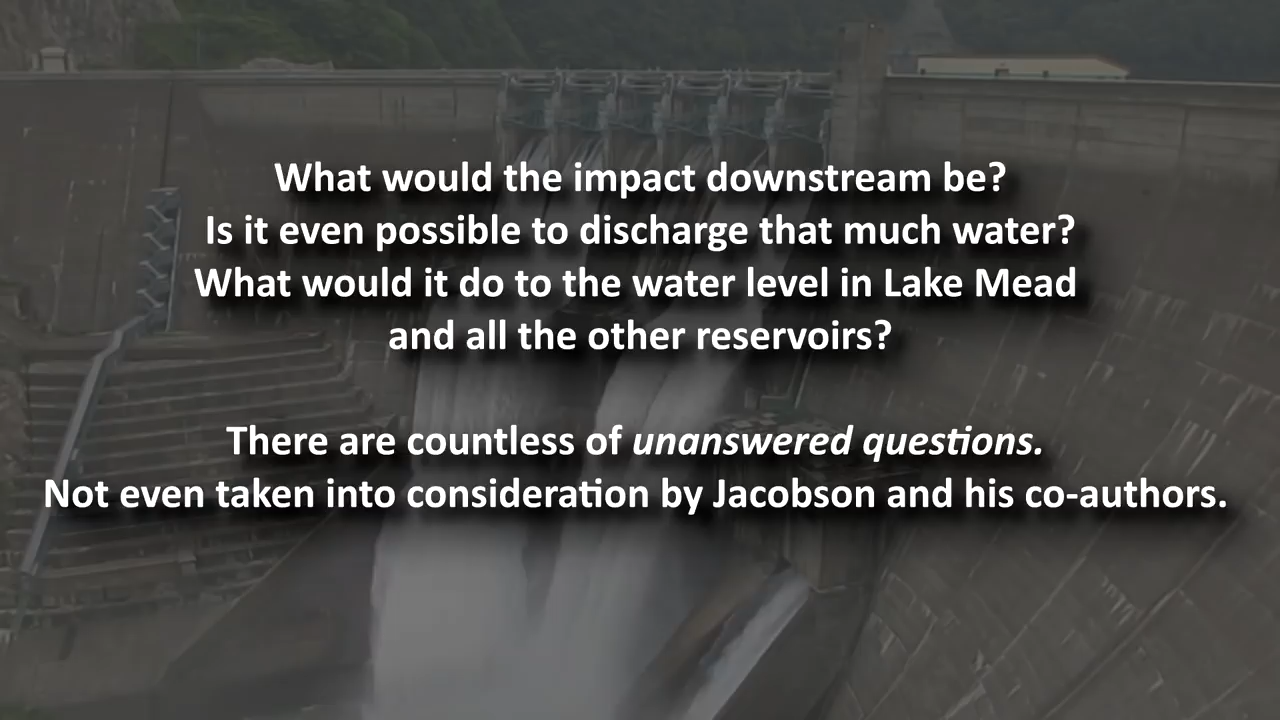 What would the impact downstream be?
Is it even possible to discharge that much water?
What would it do to the water level in Lake Mead
and all the other reservoirs?
There are countless of unanswered questions.
Not even taken into consideration by Jacobson and his co-authors.